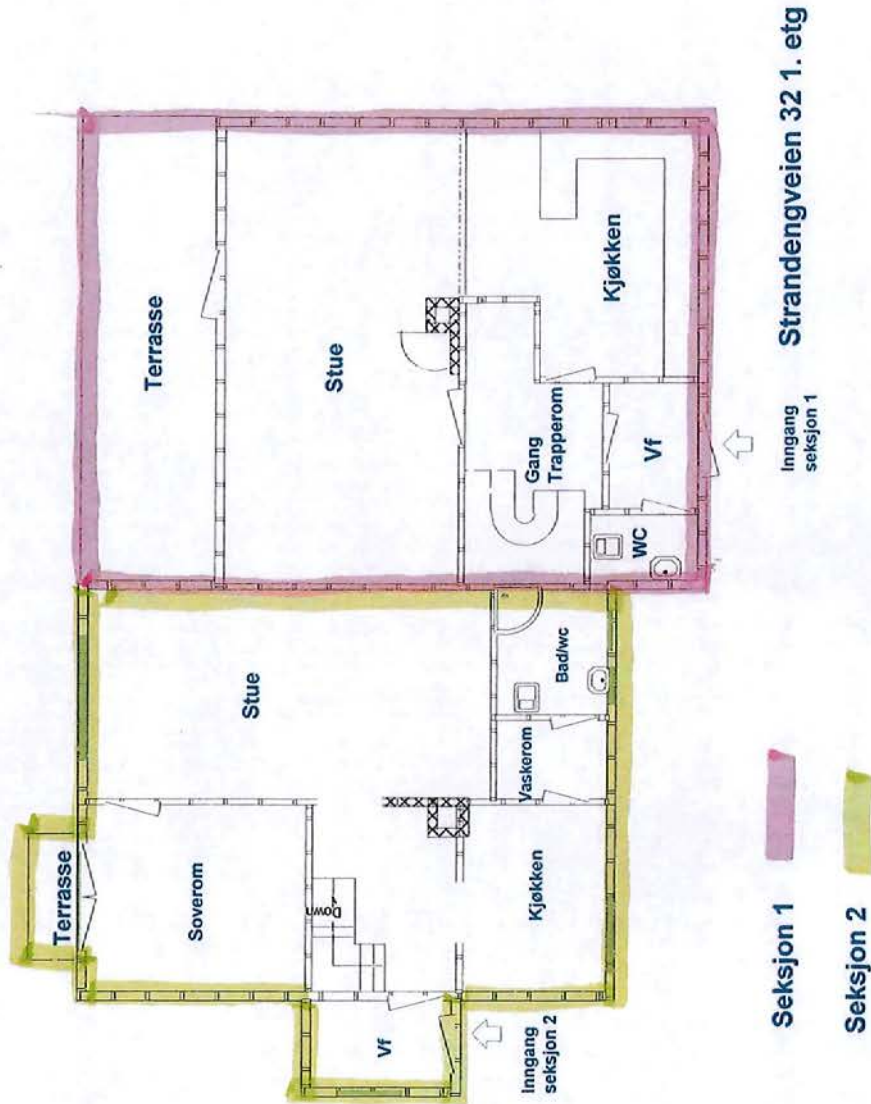 Terrasse
Stue
Kjøkken
Gang
Trapperom
Vf
WC
Inngang
seksjon 1
Strandengveien 32 1. etg
Terrasse
Soverom
Stue
Down
Bad/wc
Vaskerom
Kjøkken
Vf
Inngang
seksjon 2
Seksjon 1
Seksjon 2